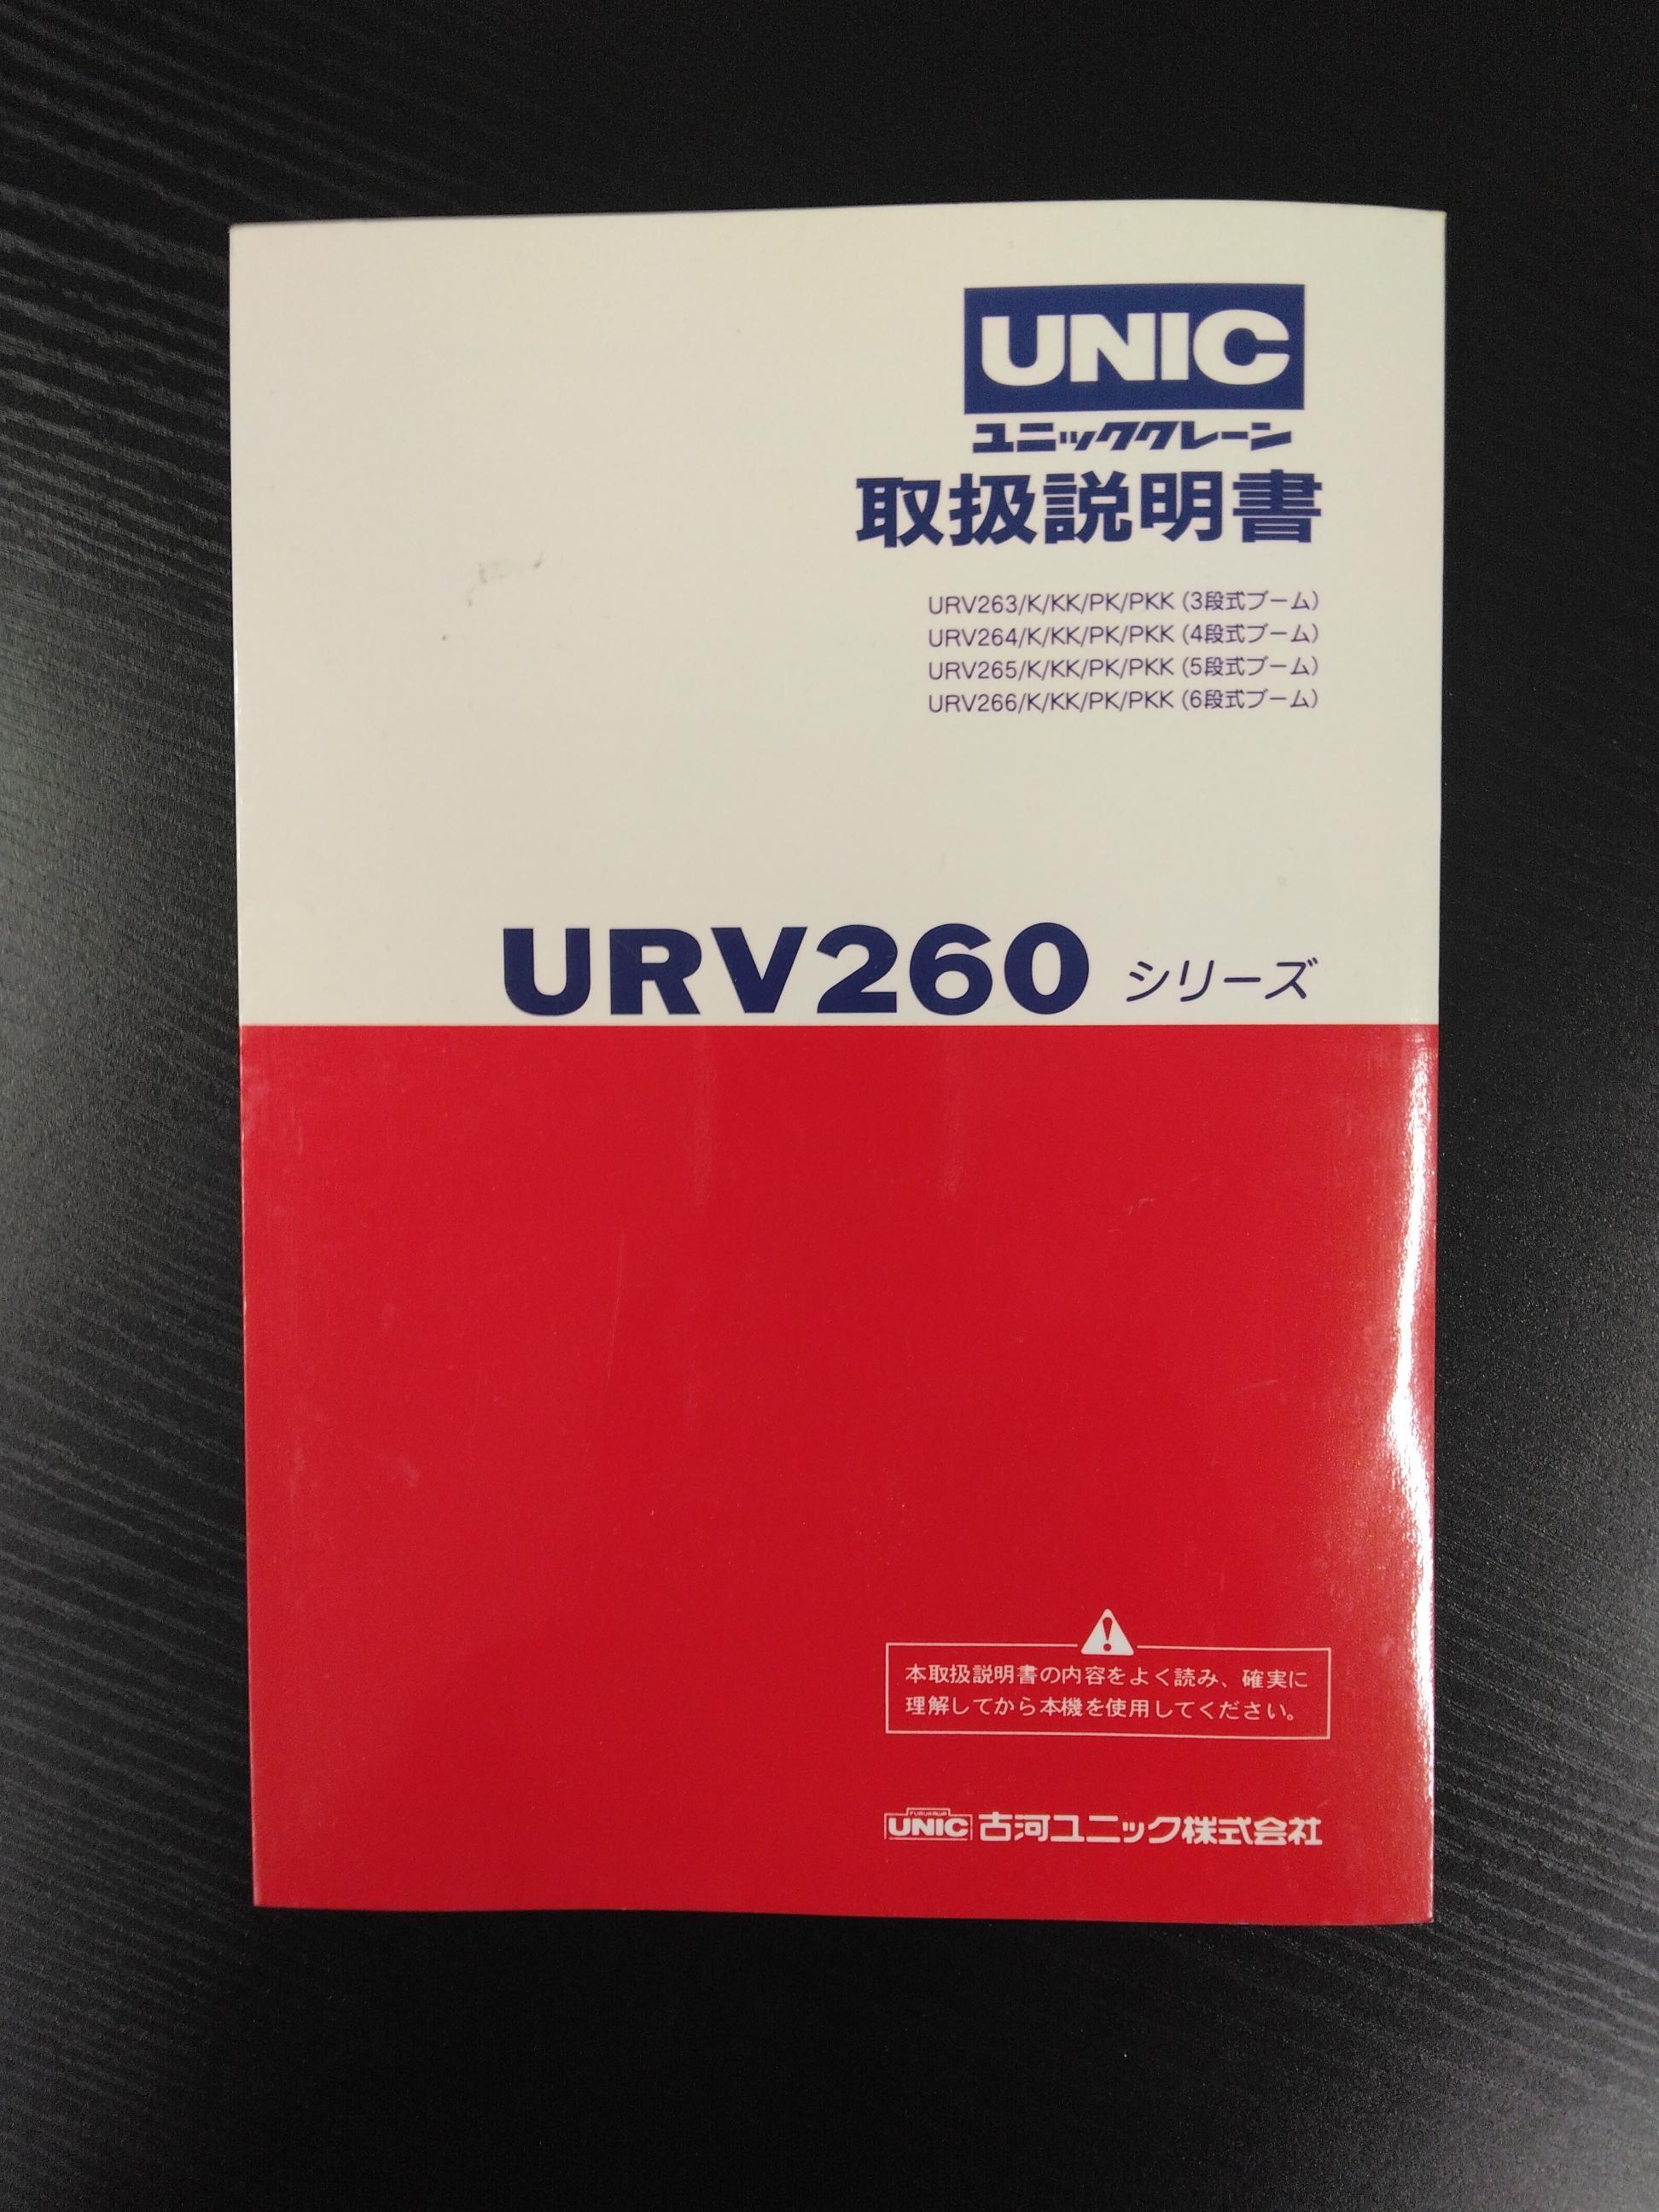 UNIC
ユニッククレーン
取扱説明書
URV263/K/KK/PK/PKK (3段式ブーム)
URV264/K/KK/PK/PKK (4段式ブーム)
URV265/K/KK/PK/PKK (5段式ブーム)
URV266/K/KK/PK/PKK (6段式ブーム)
URV260 シリーズ
本取扱説明書の内容をよく読み、確実に
理解してから本機を使用してください。
FURUKAWA
UNIC 古河ユニック株式会社